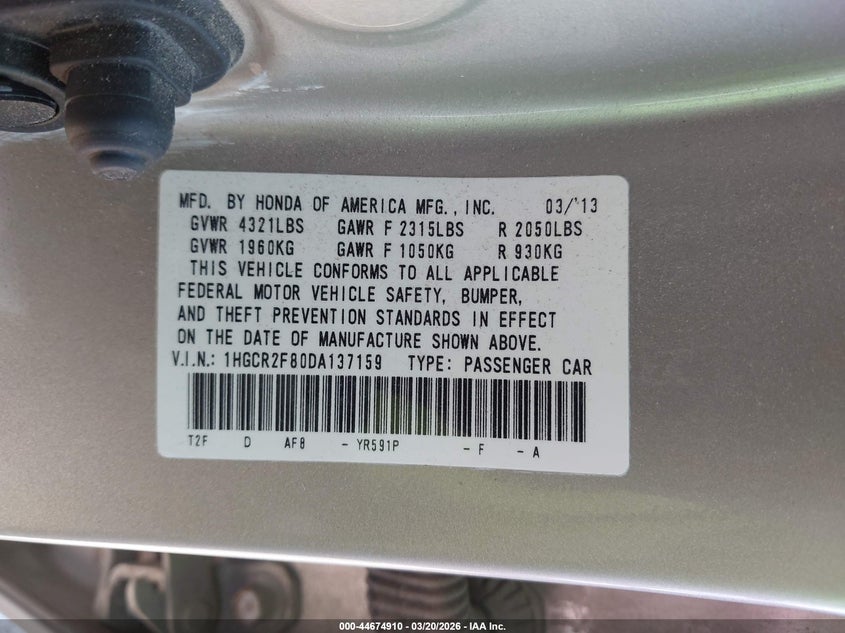 MFD. BY HONDA OF AMERICA MFG., INC. 03/'13
GVWR 4321LBS GAWR F 2315LBS R 2050LBS
GVWR 1960KG GAWR F 1050KG R 930KG
THIS VEHICLE CONFORMS TO ALL APPLICABLE
FEDERAL MOTOR VEHICLE SAFETY, BUMPER,
AND THEFT PREVENTION STANDARDS IN EFFECT
ON THE DATE OF MANUFACTURE SHOWN ABOVE.
V.I.N.: 1HGCR2F80DA137159 TYPE: PASSENGER CAR
T2F D AF8 - YR591P - F - A
000-44674910 - 03/20/2026 - IAA Inc.